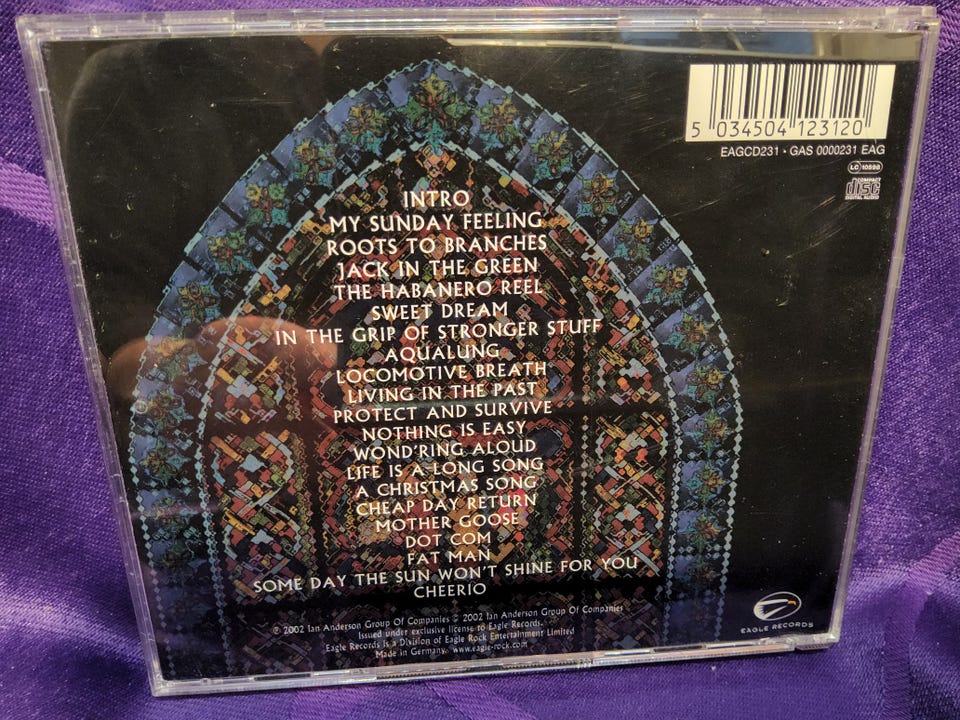 5 034504 123120
EAGCD231 • GAS 0000231 EAG
LC 10598
COMPACT
disc
DIGITAL AUDIO
INTRO
MY SUNDAY FEELING
ROOTS TO BRANCHES
JACK IN THE GREEN
THE HABANERO REEL
SWEET DREAM
IN THE GRIP OF STRONGER STUFF
AQUALUNG
LOCOMOTIVE BREATH
LIVING IN THE PAST
PROTECT AND SURVIVE
NOTHING IS EASY
WOND'RING ALOUD
LIFE IS A LONG SONG
A CHRISTMAS SONG
CHEAP DAY RETURN
MOTHER GOOSE
DOT COM
FAT MAN
SOME DAY THE SUN WON'T SHINE FOR YOU
CHEERIO
℗ 2002 Ian Anderson Group Of Companies © 2002 Ian Anderson Group Of Companies
Issued under exclusive license to Eagle Records.
Eagle Records is a Division of Eagle Rock Entertainment Limited
Made in Germany. www.eagle-rock.com
EAGLE RECORDS